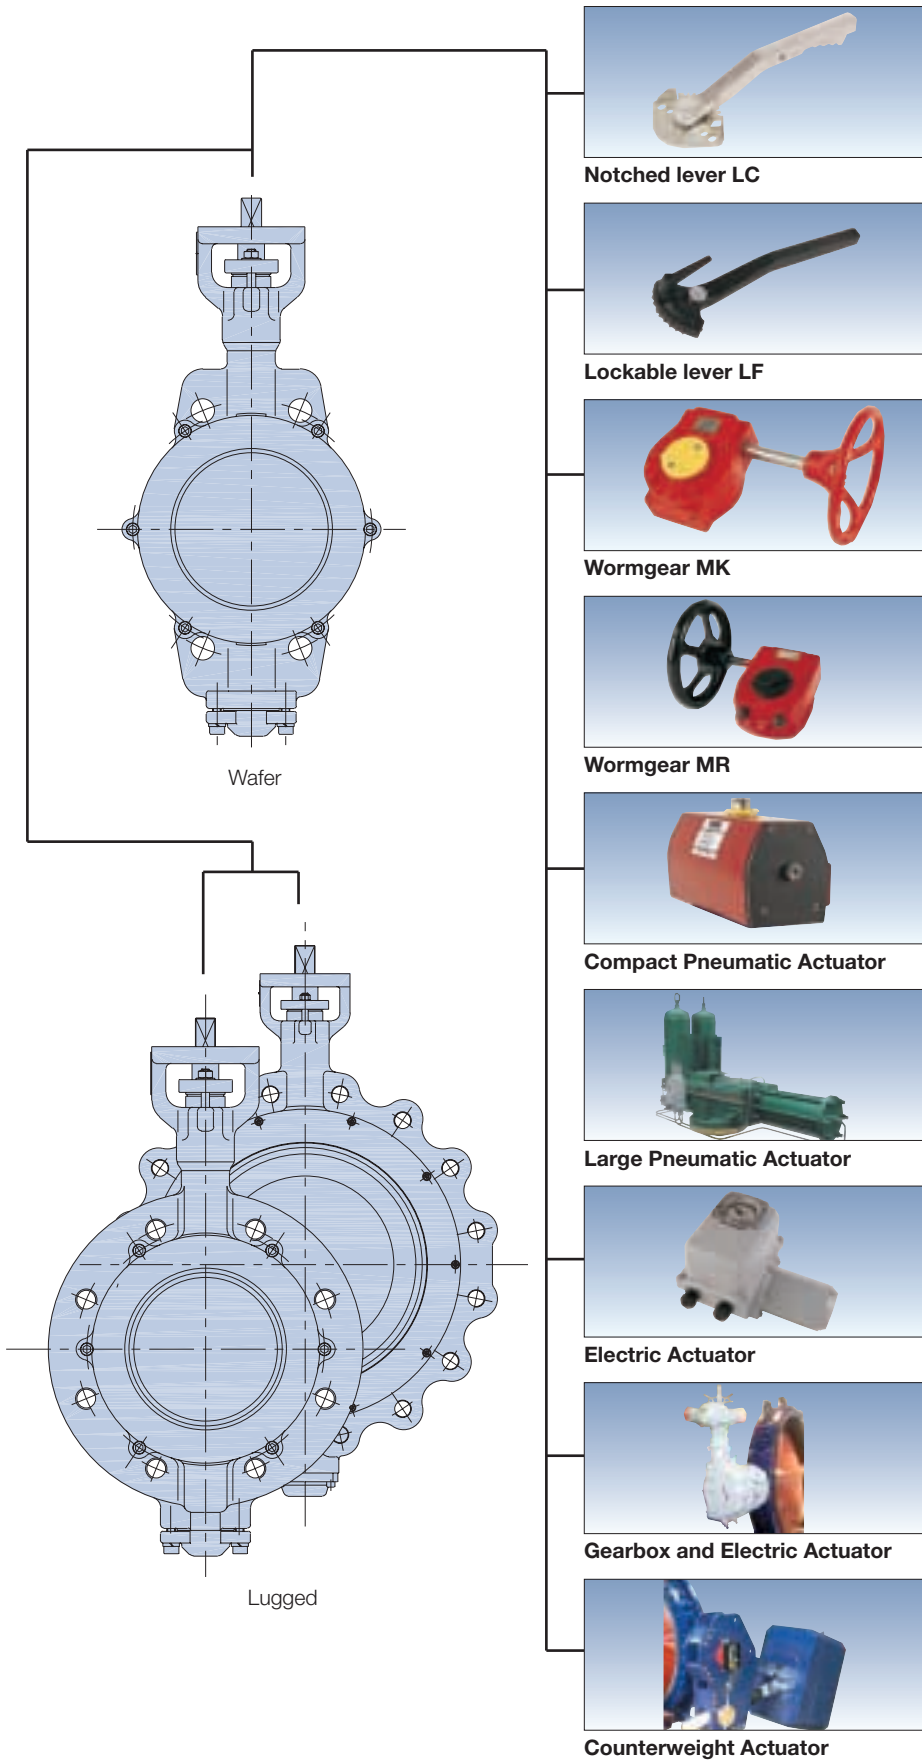 Notched lever LC
Lockable lever LF
Wormgear MK
Wormgear MR
Wafer
Compact Pneumatic Actuator
Large Pneumatic Actuator
Electric Actuator
Gearbox and Electric Actuator
Lugged
Counterweight Actuator